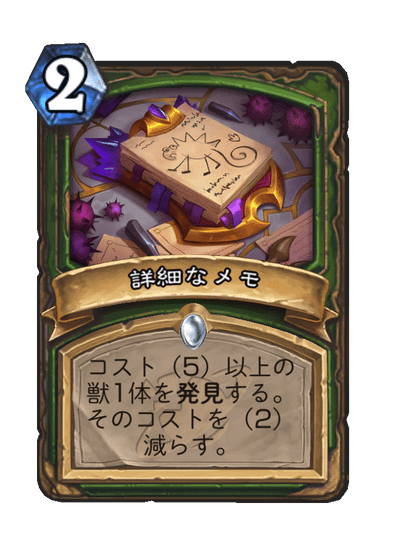 2
詳細なメモ
コスト（5）以上の
獣1体を発見する。
そのコストを（2）
減らす。